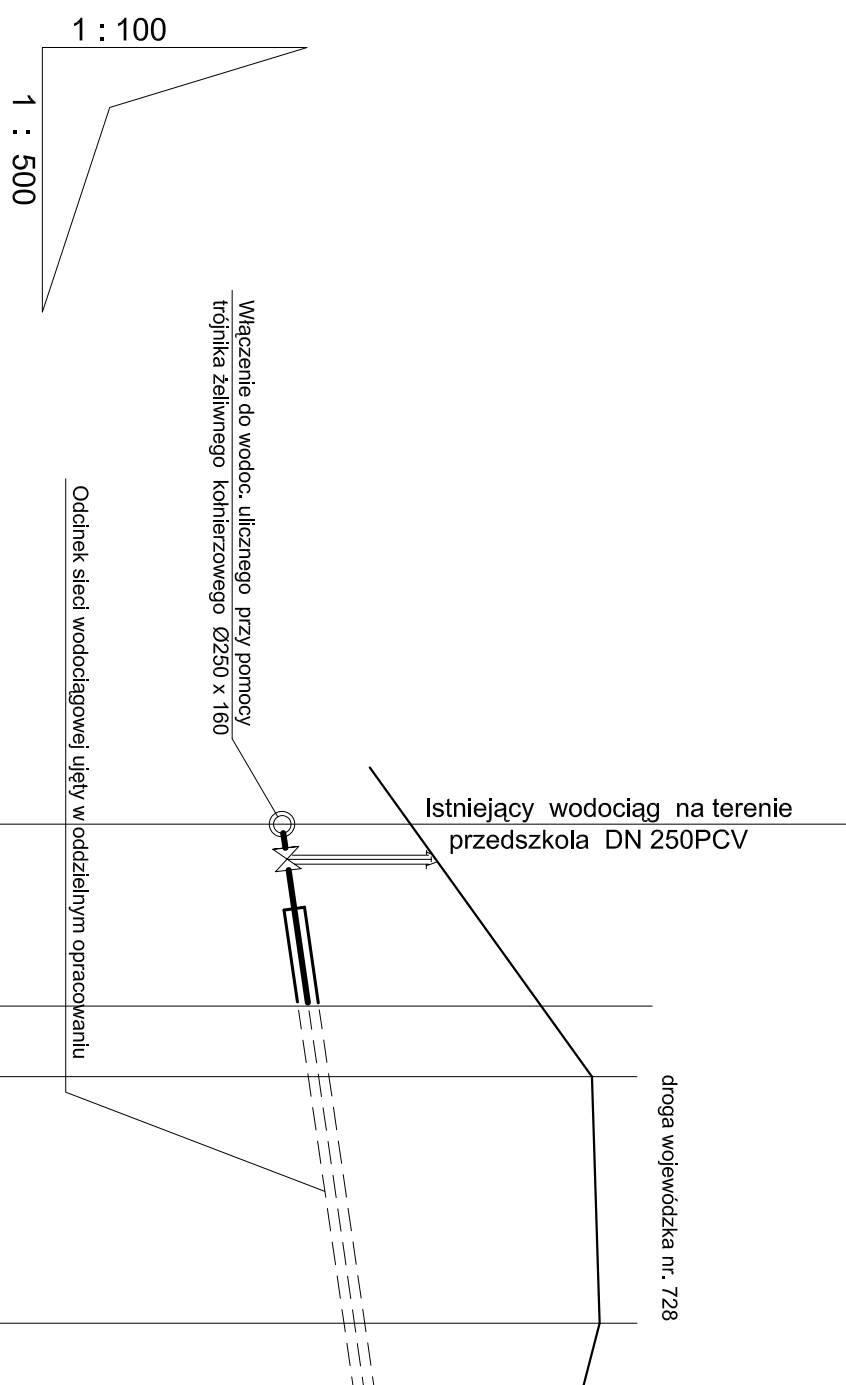 1 : 100
1 : 500
Włączenie do wodoc. ulicznego przy pomocy
trójnika żeliwnego kołnierzowego Ø250 x 160
Odcinek sieci wodociągowej ujęty w oddzielnym opracowaniu
Istniejący wodociąg na terenie
przedszkola DN 250PCV
droga wojewódzka nr. 728